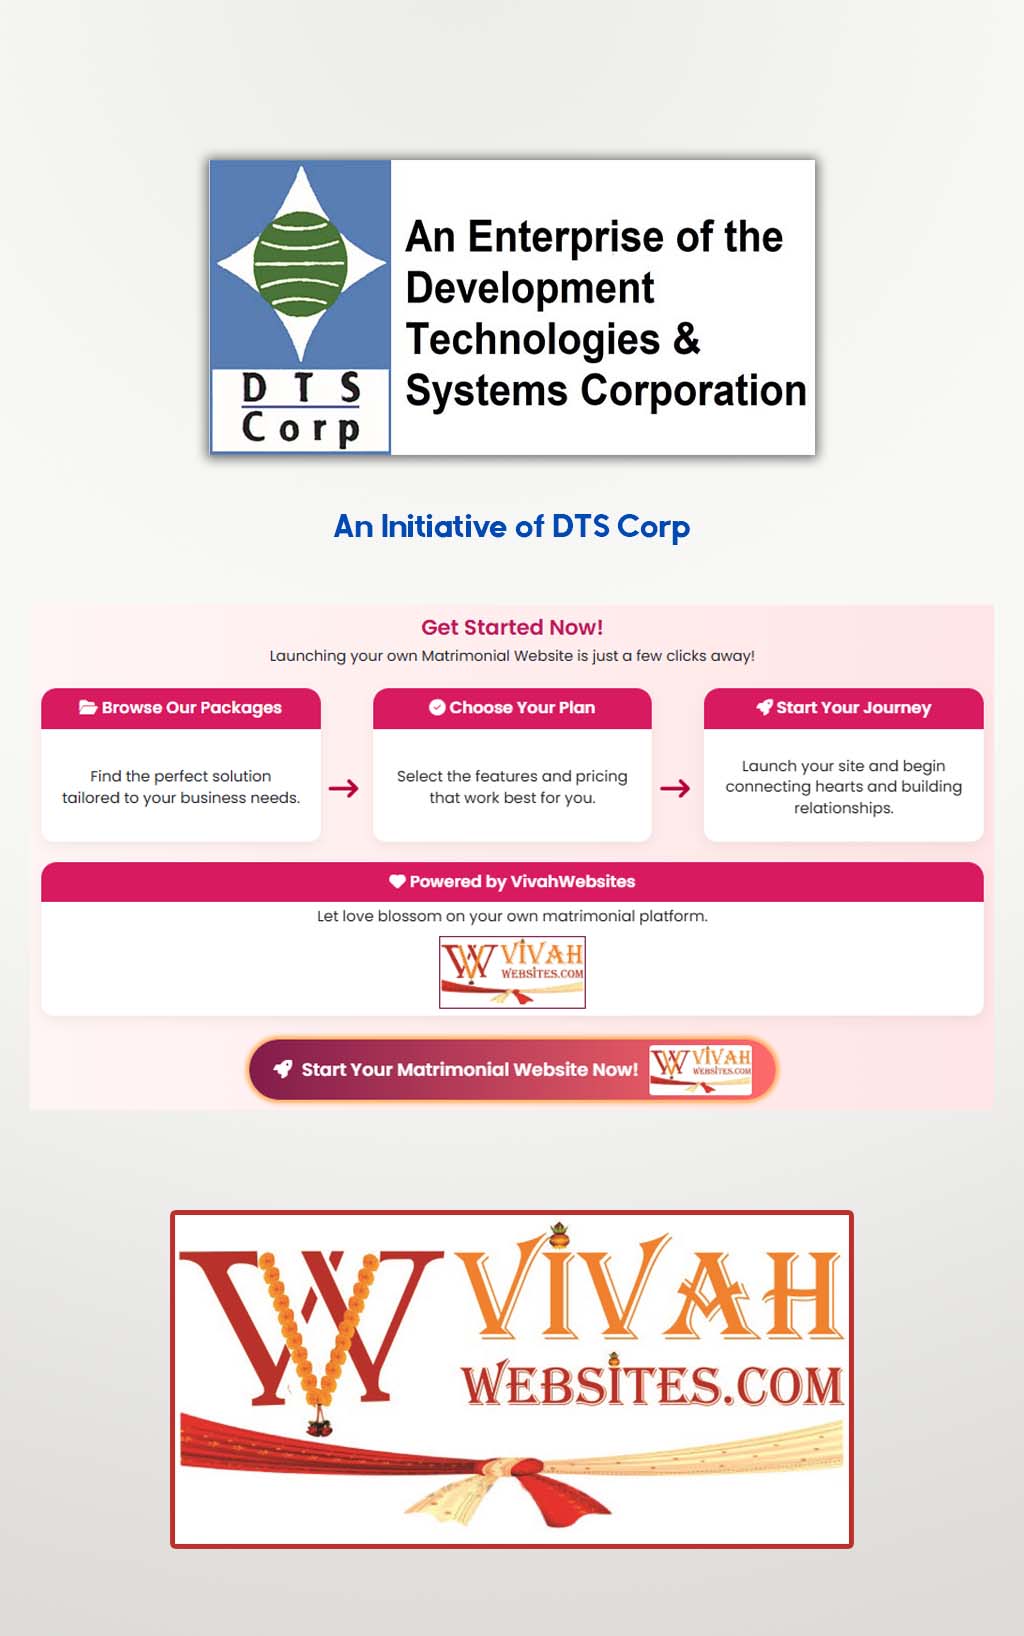 An Enterprise of the
Development
Technologies &
Systems Corporation
D T S
Corp
An Initiative of DTS Corp
Get Started Now!
Launching your own Matrimonial Website is just a few clicks away!
Browse Our Packages
Find the perfect solution
tailored to your business needs.
Choose Your Plan
Select the features and pricing
that work best for you.
Start Your Journey
Launch your site and begin
connecting hearts and building
relationships.
Powered by VivahWebsites
Let love blossom on your own matrimonial platform.
W VIVAH
WEBSITES.COM
Start Your Matrimonial Website Now!
W VIVAH
WEBSITES.COM
W VIVAH
WEBSITES.COM